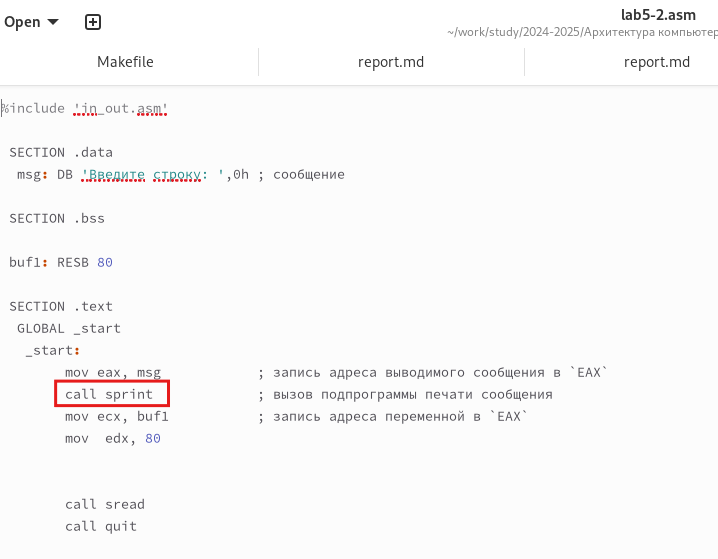 Open
lab5-2.asm
~/work/study/2024-2025/Архитектура компьютер
Makefile
report.md
report.md
%include 'in_out.asm'
SECTION .data
msg: DB 'Введите строку: ',0h ; сообщение
SECTION .bss
buf1: RESB 80
SECTION .text
GLOBAL _start
_start:
mov eax, msg ; запись адреса выводимого сообщения в `EAX`
call sprint ; вызов подпрограммы печати сообщения
mov ecx, buf1 ; запись адреса переменной в `EAX`
mov  edx, 80
call sread
call quit